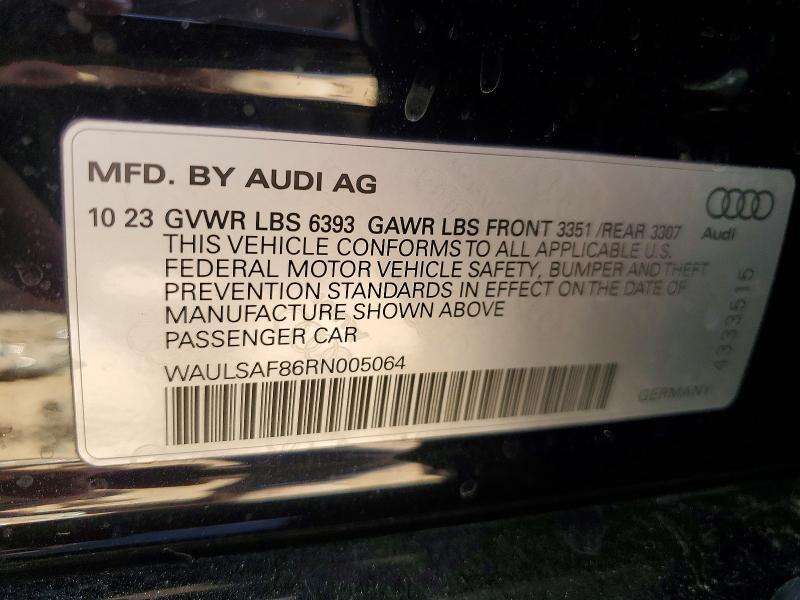 MFD. BY AUDI AG
10 23 GVWR LBS 6393 GAWR LBS FRONT 3351 /REAR 3307
THIS VEHICLE CONFORMS TO ALL APPLICABLE U.S.
FEDERAL MOTOR VEHICLE SAFETY, BUMPER AND THEFT
PREVENTION STANDARDS IN EFFECT ON THE DATE OF
MANUFACTURE SHOWN ABOVE
PASSENGER CAR
WAULSAF86RN005064
Audi
4333515
GERMANY